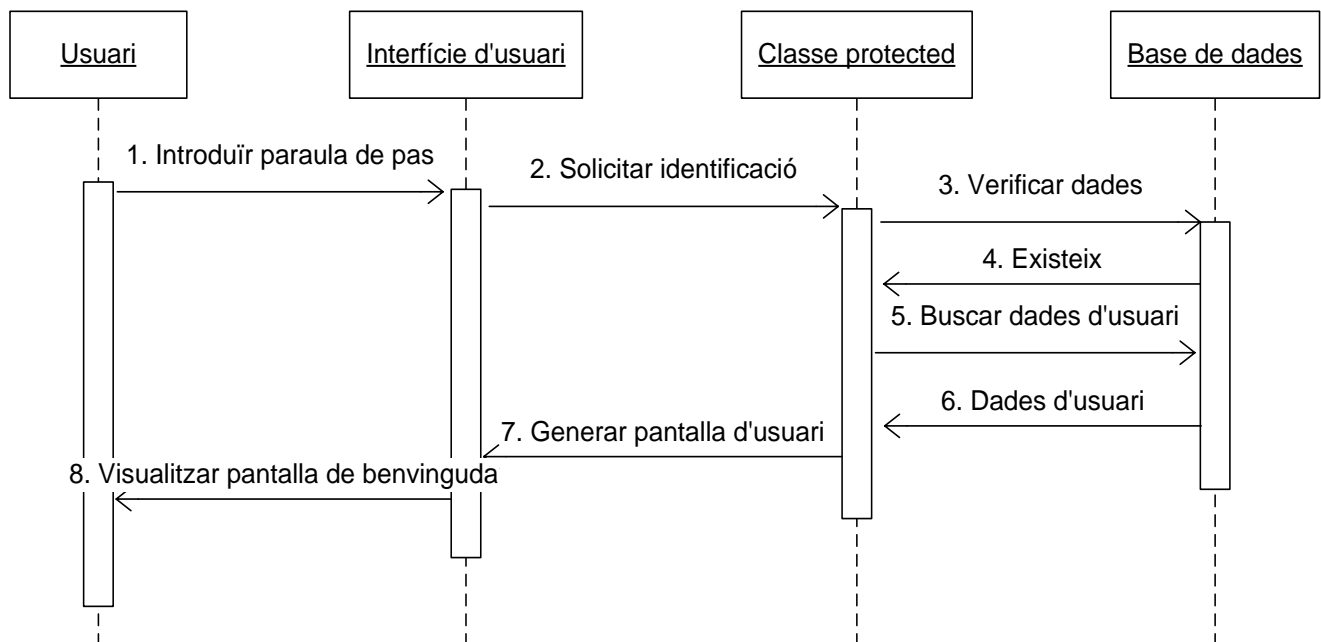 Usuari
Interfície d'usuari
Classe protected
Base de dades
1. Introduïr paraula de pas
2. Solicitar identificació
3. Verificar dades
4. Existeix
5. Buscar dades d'usuari
6. Dades d'usuari
7. Generar pantalla d'usuari
8. Visualitzar pantalla de benvinguda